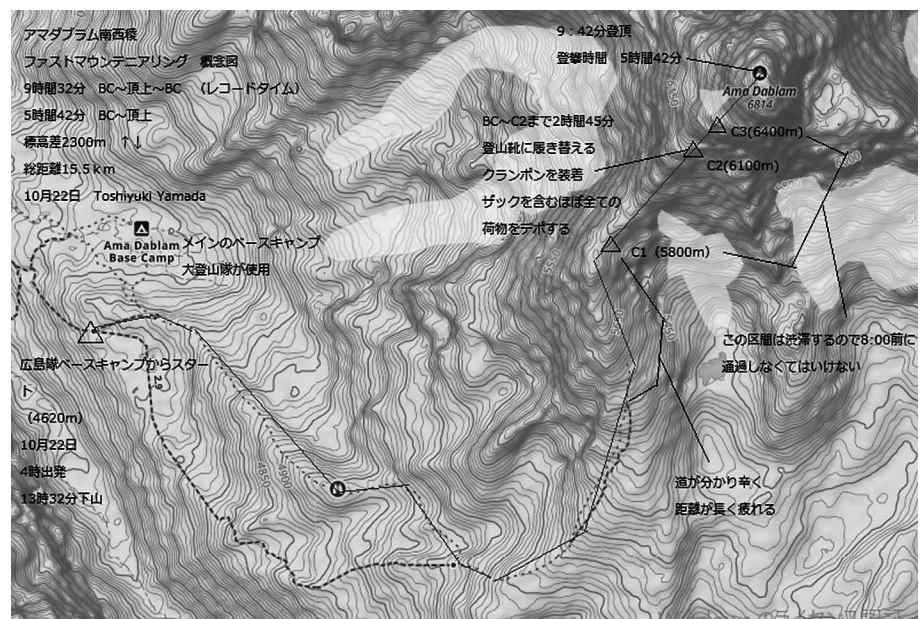 アマダブラム南西稜
ファストマウンテニアリング　概念図
9時間32分　BC～頂上～BC　（レコードタイム）
5時間42分　BC～頂上
標高差2300m　↑↓
総距離15.5ｋｍ
10月22日　Toshiyuki Yamada
9：42分登頂
登攀時間　5時間42分
Ama Dablam
6814
6150
BC～C2まで2時間45分
登山靴に履き替える
クランポンを装着
ザックを含むほぼ全ての
荷物をデポする
C3(6400m)
C2(6100m)
C1（5800m）
Ama Dablam
Base Camp
メインのベースキャンプ
大登山隊が使用
この区間は渋滞するので8:00前に
通過しなくてはいけない
広島隊ベースキャンプからスター
ト
（4620m）
10月22日
4時出発
13時32分下山
2.9
4850
4900
道が分かり辛く、
距離が長く疲れる